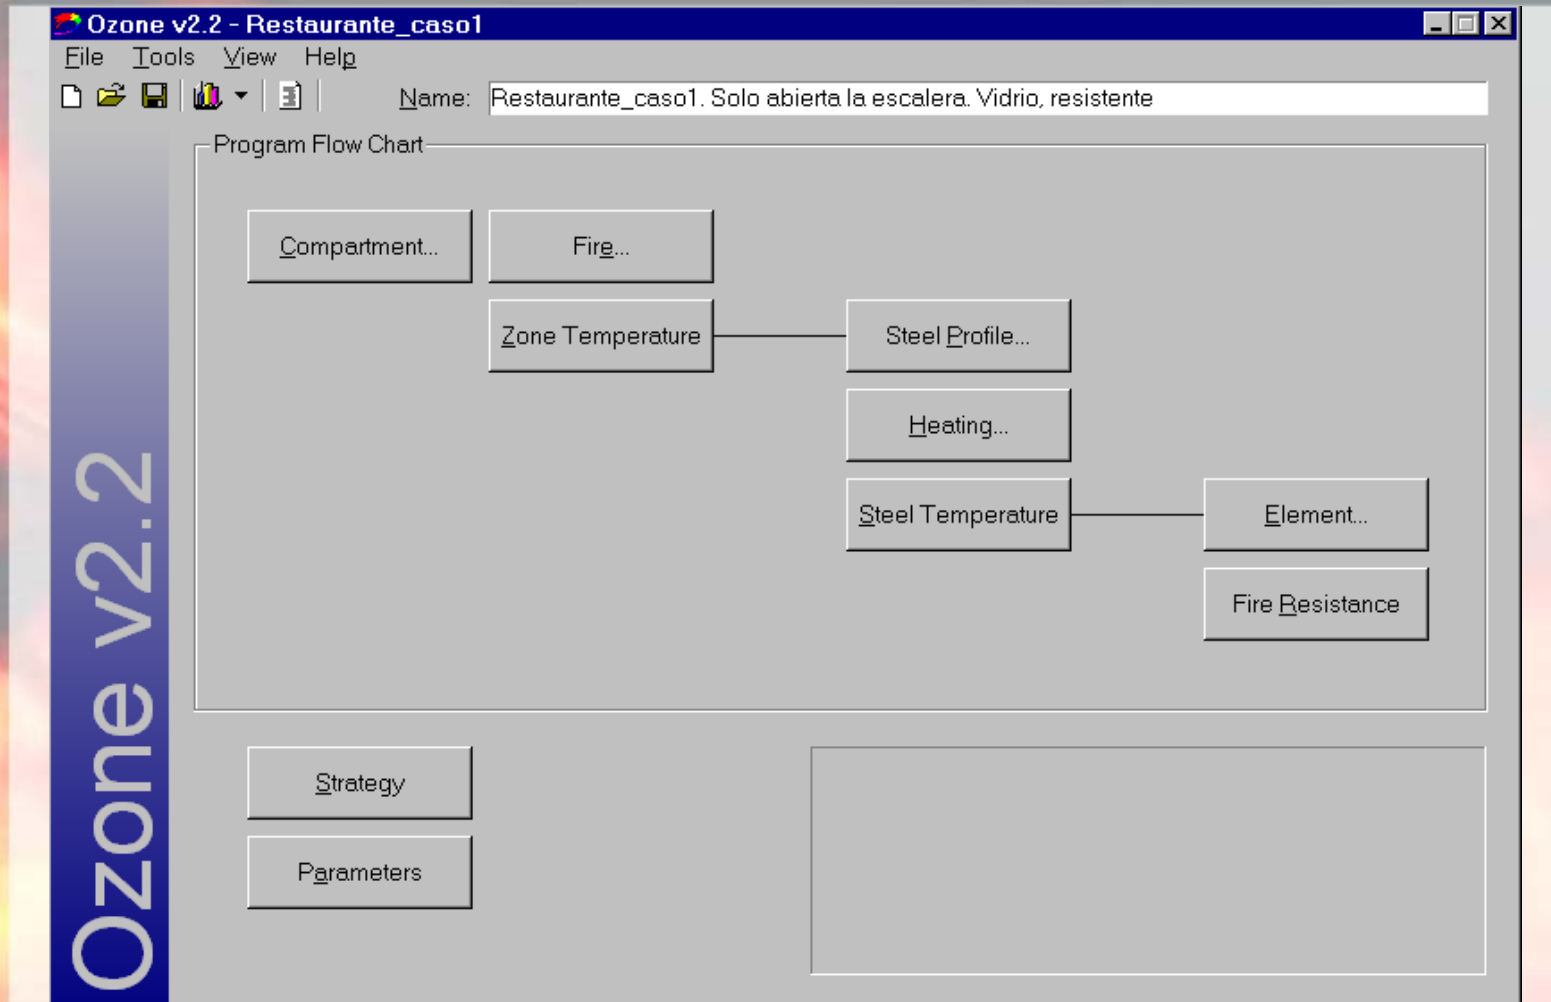 Ozone v2.2 - Restaurante_caso1
File Tools View Help
Name: Restaurante_caso1. Solo abierta la escalera. Vidrio, resistente
Program Flow Chart
Compartment... Fire...
Zone Temperature Steel Profile...
Heating...
Steel Temperature Element...
Fire Resistance
Strategy
Parameters
Ozone v2.2